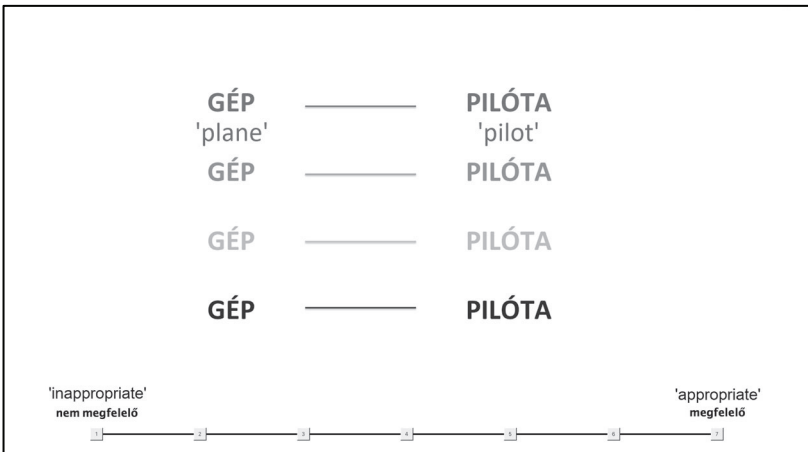 GÉP PILÓTA
'plane' 'pilot'
GÉP PILÓTA
GÉP PILÓTA
GÉP PILÓTA
'inappropriate' 'appropriate'
nem megfelelő megfelelő
1 2 3 4 5 6 7